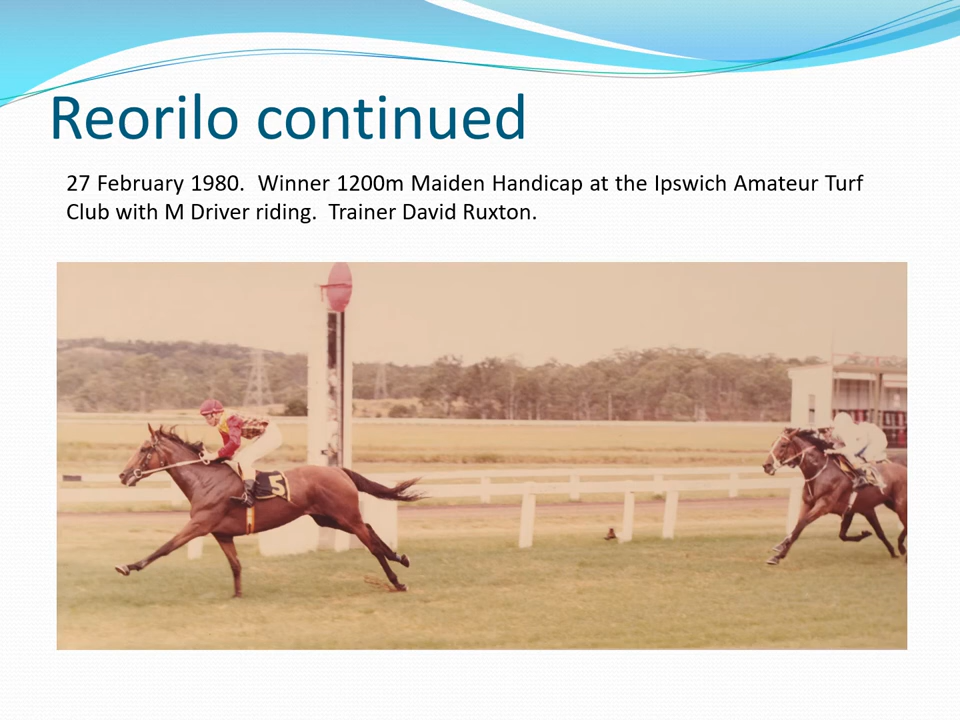 Reorilo continued
27 February 1980.  Winner 1200m Maiden Handicap at the Ipswich Amateur Turf
Club with M Driver riding.  Trainer David Ruxton.
5